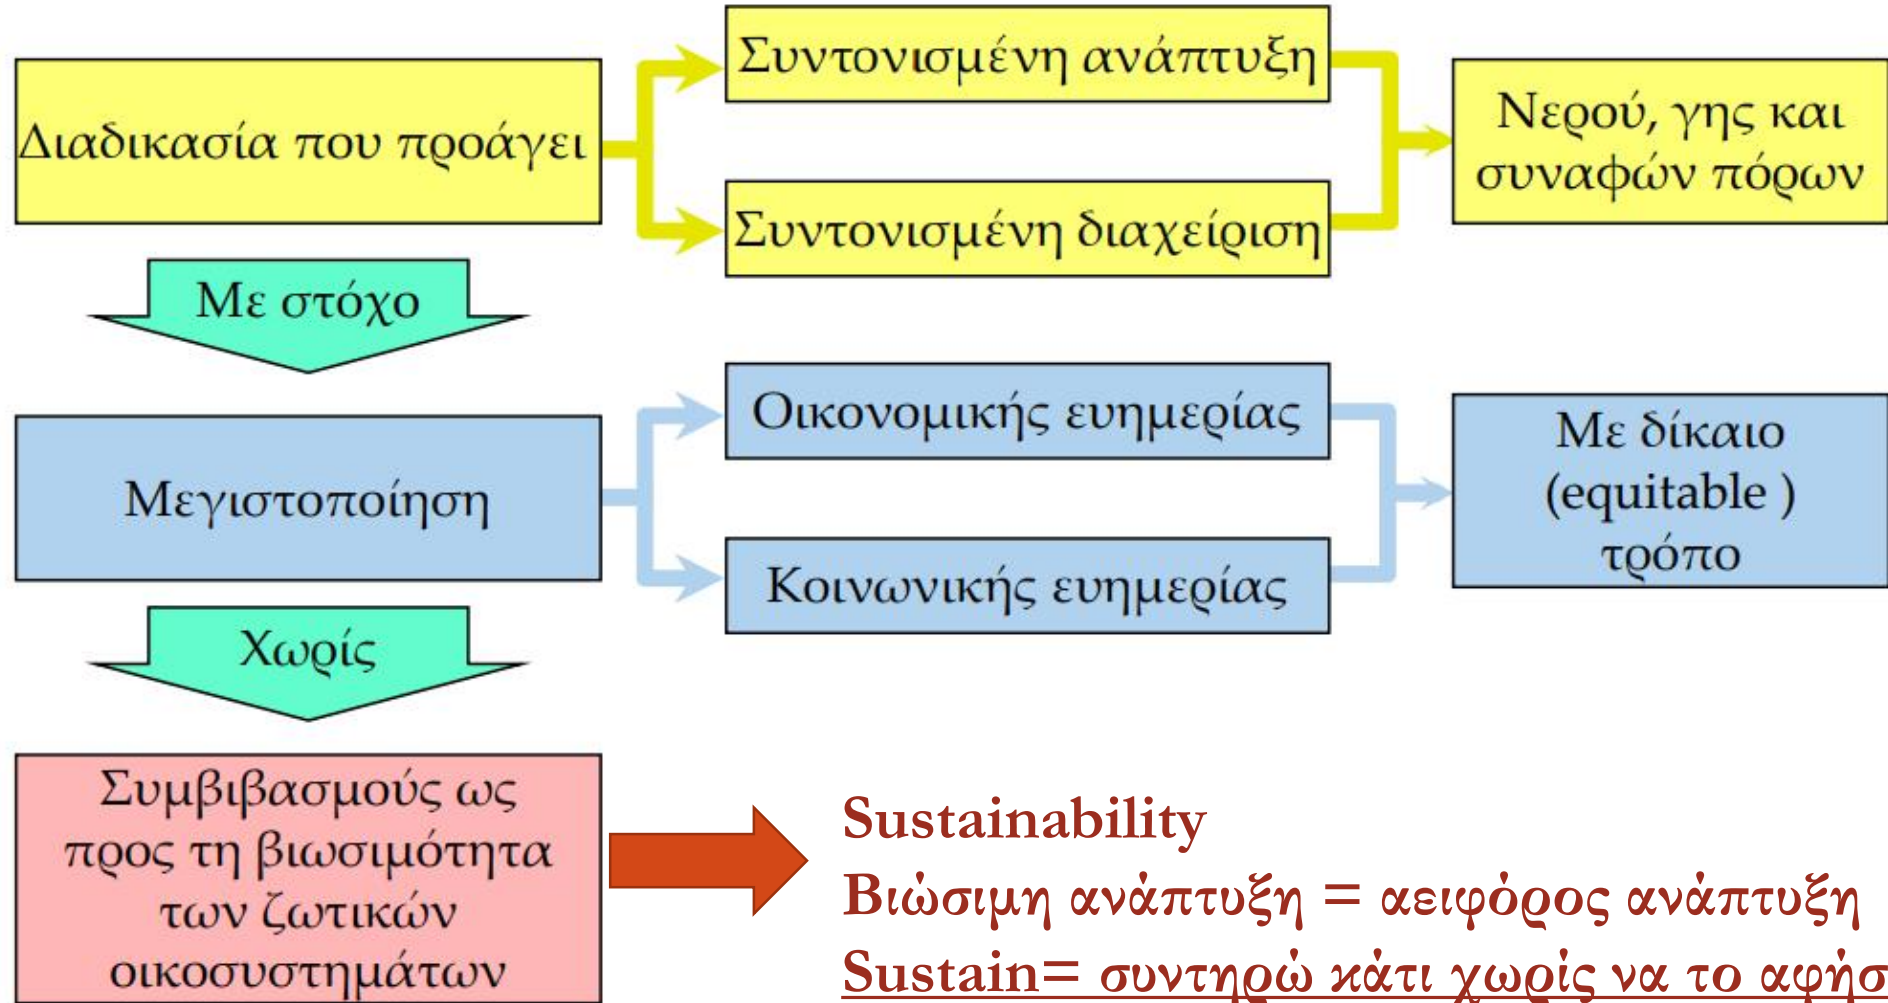 Διαδικασία που προάγει
Συντονισμένη ανάπτυξη
Συντονισμένη διαχείριση
Νερού, γης και
συναφών πόρων
Με στόχο
Μεγιστοποίηση
Οικονομικής ευημερίας
Κοινωνικής ευημερίας
Με δίκαιο
(equitable )
τρόπο
Χωρίς
Συμβιβασμούς ως
προς τη βιωσιμότητα
των ζωτικών
οικοσυστημάτων
Sustainability
Βιώσιμη ανάπτυξη = αειφόρος ανάπτυξη
Sustain= συντηρώ κάτι χωρίς να το αφήσ